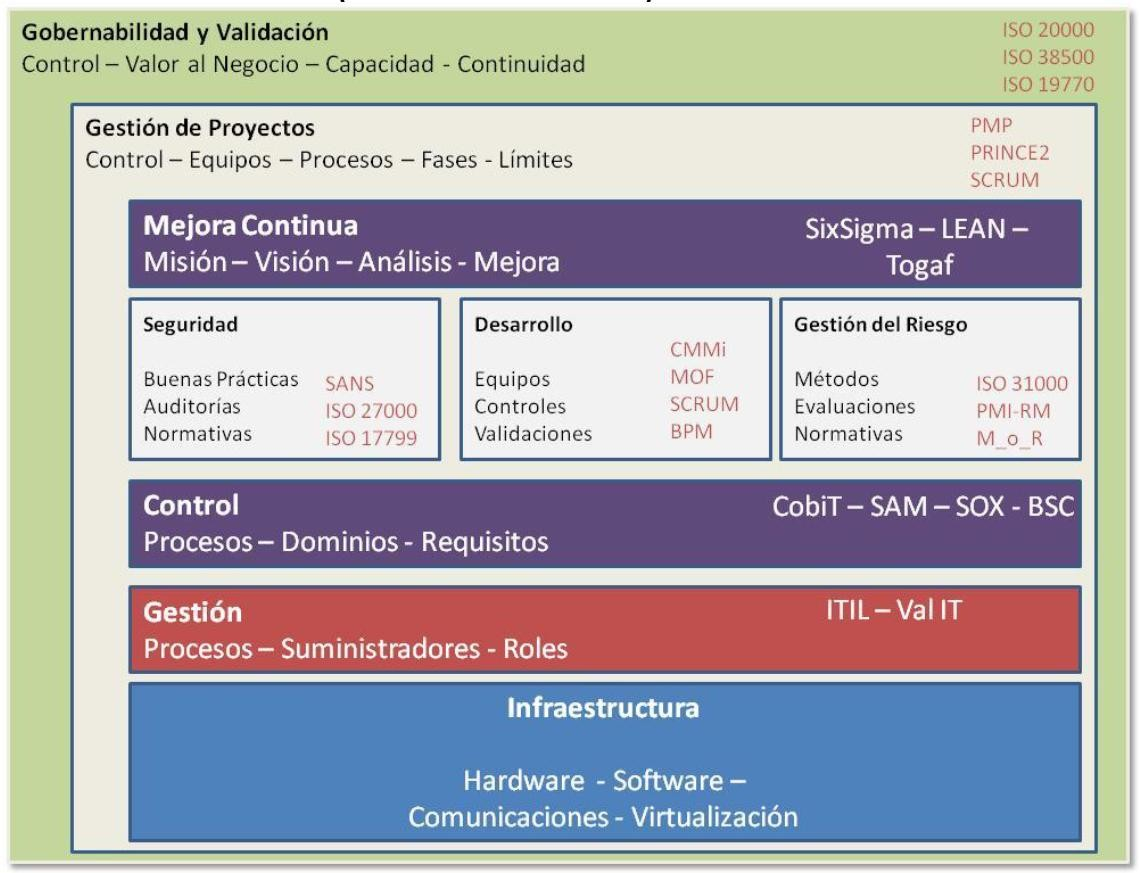 Gobernabilidad y Validación
Control – Valor al Negocio – Capacidad - Continuidad
ISO 20000
ISO 38500
ISO 19770
Gestión de Proyectos
Control – Equipos – Procesos – Fases - Límites
PMP
PRINCE2
SCRUM
Mejora Continua
Misión – Visión – Análisis - Mejora
SixSigma – LEAN –
Togaf
Seguridad
Buenas Prácticas
Auditorías
Normativas
SANS
ISO 27000
ISO 17799
Desarrollo
Equipos
Controles
Validaciones
CMMi
MOF
SCRUM
BPM
Gestión del Riesgo
Métodos
Evaluaciones
Normativas
ISO 31000
PMI-RM
M_o_R
Control
Procesos – Dominios - Requisitos
CobiT – SAM – SOX - BSC
Gestión
Procesos – Suministradores - Roles
ITIL – Val IT
Infraestructura
Hardware - Software –
Comunicaciones - Virtualización